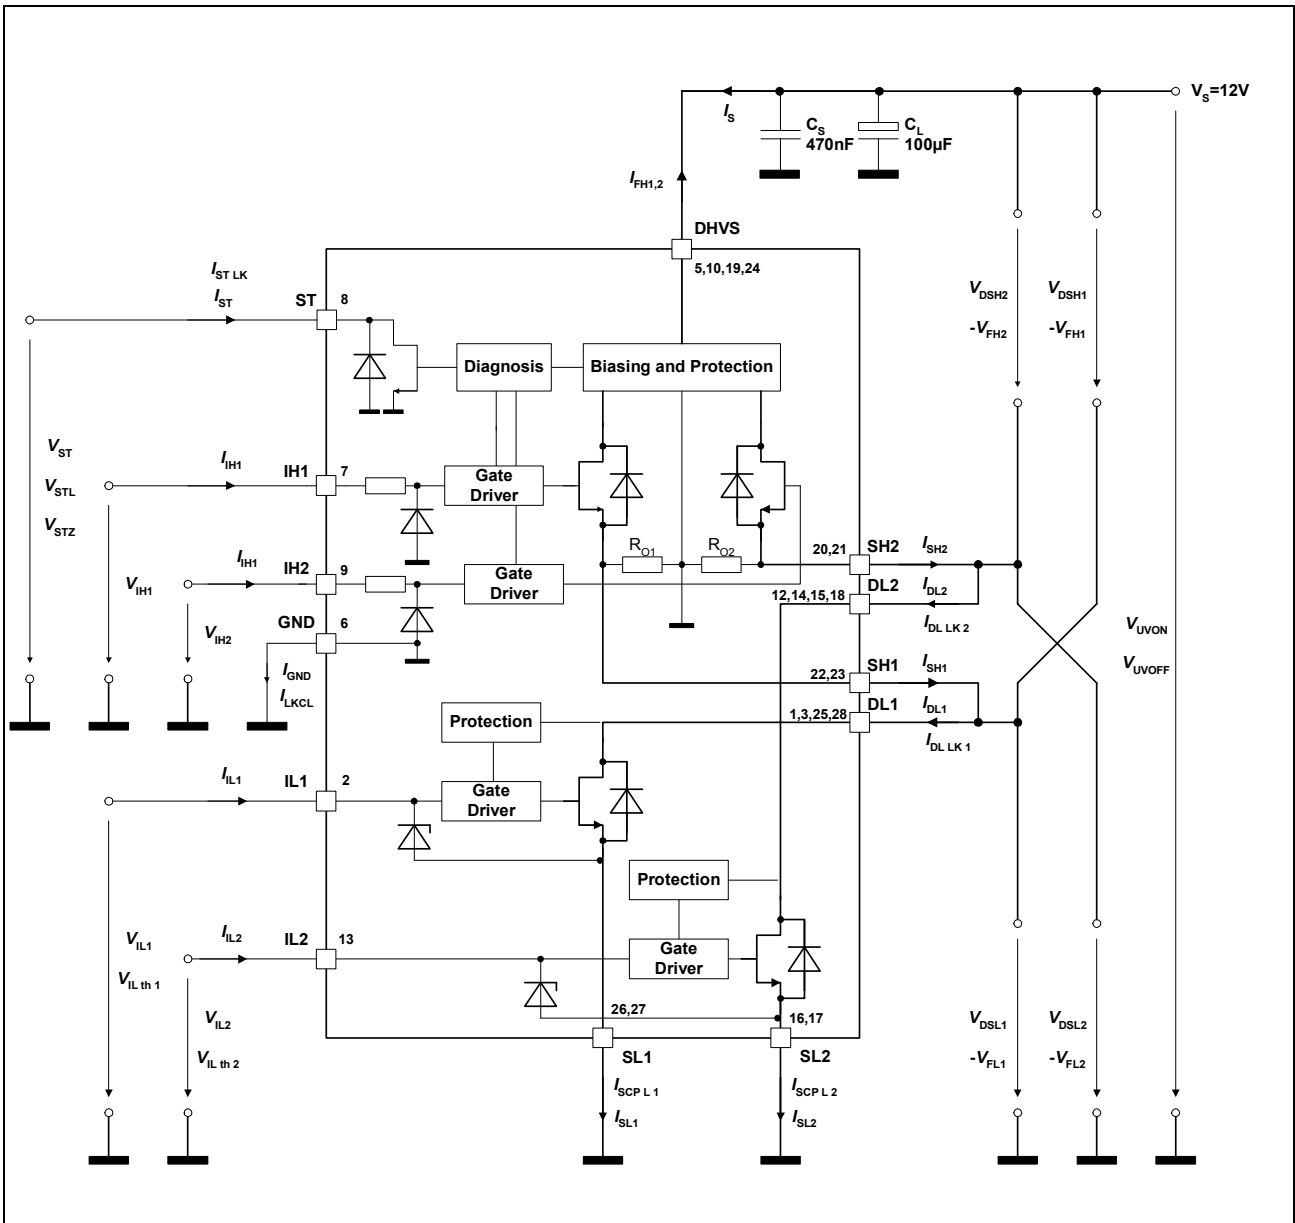 V_S=12V
I_S
C_S
470nF
C_L
100µF
I_FH1,2
DHVS
5,10,19,24
I_ST LK
I_ST
ST
8
V_DSH2
-V_FH2
V_DSH1
-V_FH1
Diagnosis
Biasing and Protection
V_ST
V_STL
V_STZ
I_IH1
IH1
7
Gate
Driver
R_O1
R_O2
20,21
SH2
I_SH2
V_IH1
I_IH1
IH2
9
Gate
Driver
12,14,15,18
DL2
I_DL2
I_DL LK 2
V_IH2
GND
6
I_GND
I_LKCL
V_UVON
V_UVOFF
22,23
SH1
I_SH1
1,3,25,28
DL1
I_DL1
I_DL LK 1
Protection
I_IL1
IL1
2
Gate
Driver
Protection
V_IL1
V_IL th 1
I_IL2
IL2
13
Gate
Driver
V_IL2
V_IL th 2
26,27
16,17
SL1
SL2
V_DSL1
-V_FL1
V_DSL2
-V_FL2
I_SCP L 1
I_SL1
I_SCP L 2
I_SL2